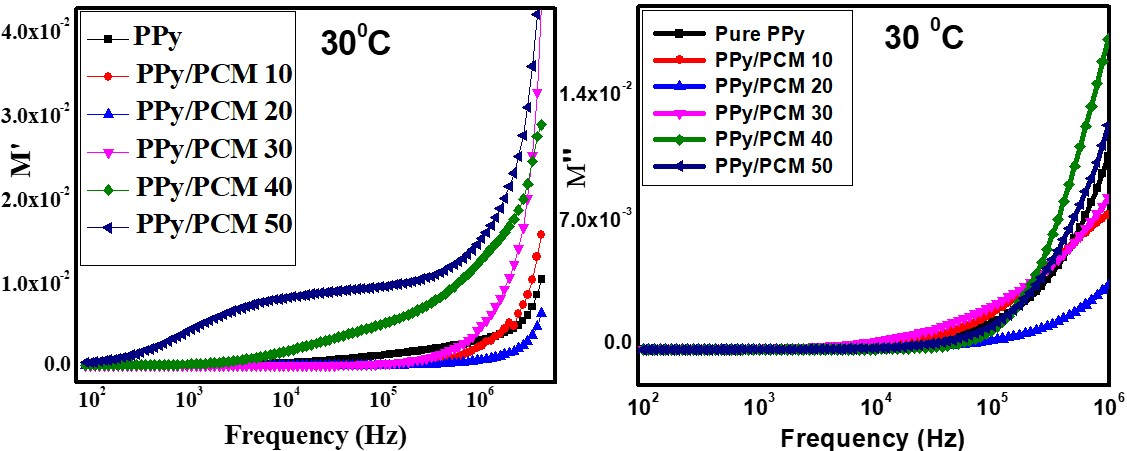 4.0x10⁻²
3.0x10⁻²
2.0x10⁻²
1.0x10⁻²
0.0
M'
PPy
PPy/PCM 10
PPy/PCM 20
PPy/PCM 30
PPy/PCM 40
PPy/PCM 50
30⁰C
10² 10³ 10⁴ 10⁵ 10⁶
Frequency (Hz)
1.4x10⁻²
7.0x10⁻³
0.0
M"
Pure PPy
PPy/PCM 10
PPy/PCM 20
PPy/PCM 30
PPy/PCM 40
PPy/PCM 50
30 ⁰C
10² 10³ 10⁴ 10⁵ 10⁶
Frequency (Hz)